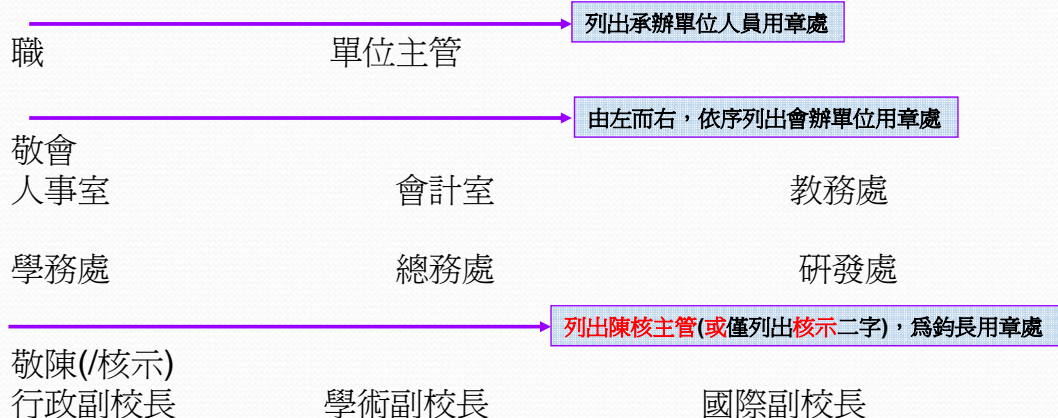 列出承辦單位人員用章處
職 單位主管
由左而右，依序列出會辦單位用章處
敬會
人事室 會計室 教務處
學務處 總務處 研發處
列出陳核主管(或僅列出核示二字)，為鈞長用章處
敬陳(/核示)
行政副校長 學術副校長 國際副校長